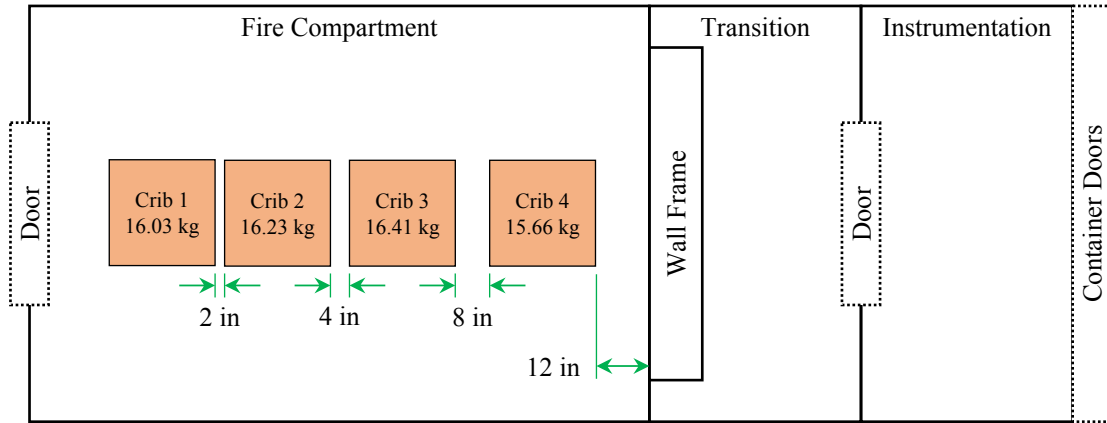 Fire Compartment
Transition
Instrumentation
Door
Crib 1
16.03 kg
Crib 2
16.23 kg
Crib 3
16.41 kg
Crib 4
15.66 kg
Wall Frame
Door
Container Doors
2 in
4 in
8 in
12 in